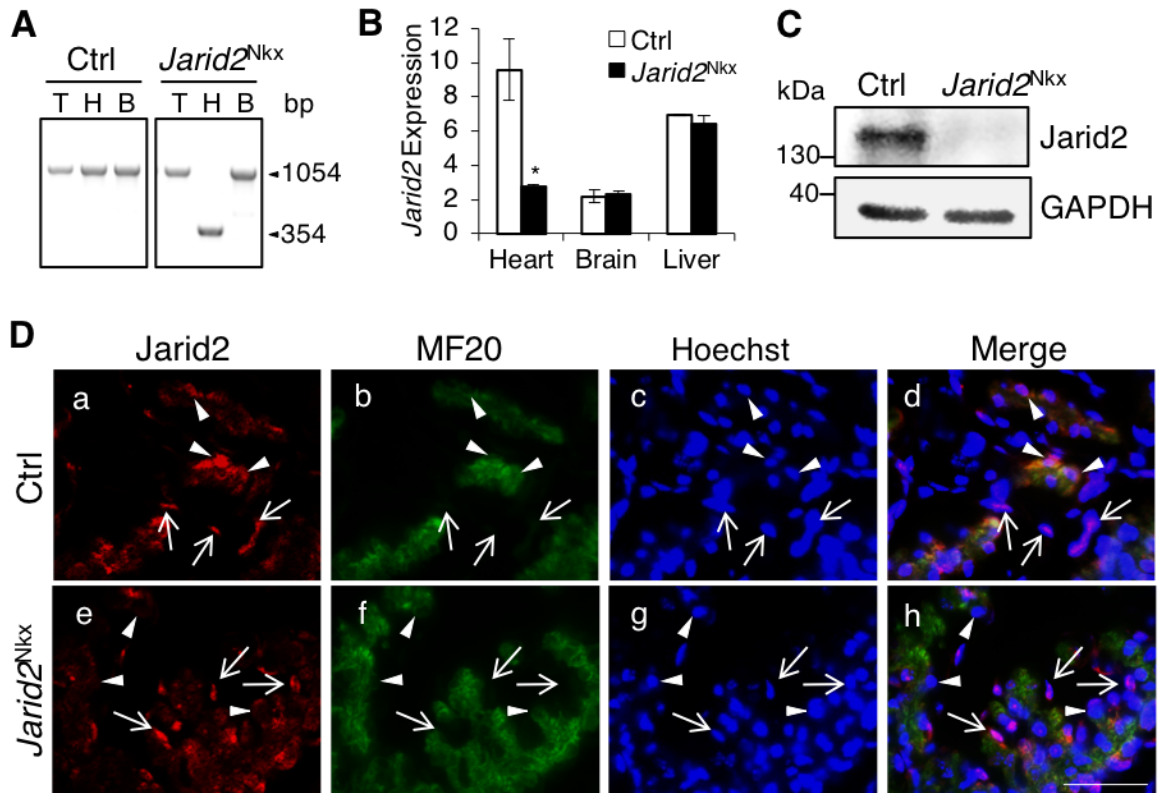 A
Ctrl Jarid2Nkx
T H B T H B bp
1054
354
B
Jarid2 Expression
12
10
8
6
4
2
0
Ctrl
Jarid2Nkx
*
Heart Brain Liver
C
kDa Ctrl Jarid2Nkx
130 Jarid2
40 GAPDH
D
Jarid2 MF20 Hoechst Merge
Ctrl
a b c d
Jarid2Nkx
e f g h